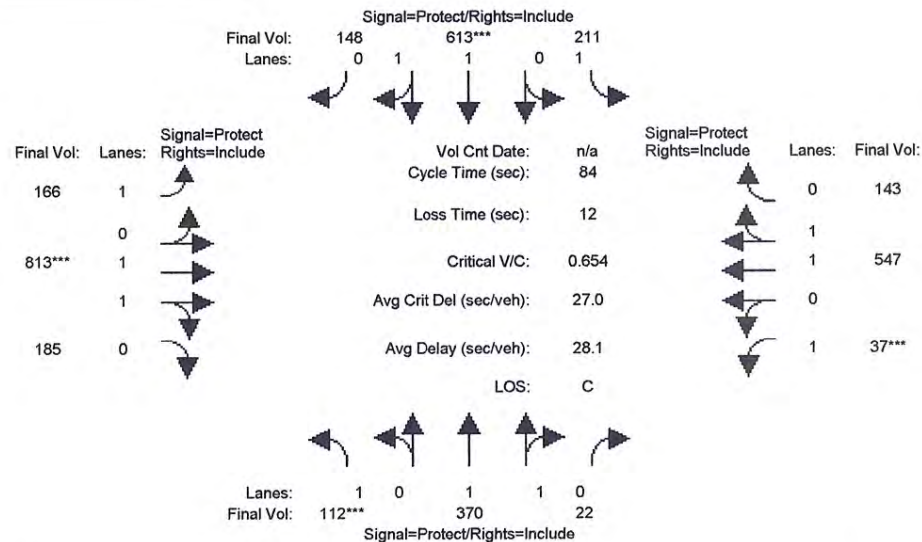 Signal=Protect/Rights=Include
Final Vol: 148 613*** 211
Lanes: 0 1 1 0 1
Final Vol: Lanes: Signal=Protect
Rights=Include
166 1
0
813*** 1
1
185 0
Vol Cnt Date: n/a
Cycle Time (sec): 84
Loss Time (sec): 12
Critical V/C: 0.654
Avg Crit Del (sec/veh): 27.0
Avg Delay (sec/veh): 28.1
LOS: C
Signal=Protect
Rights=Include Lanes: Final Vol:
0 143
1
1 547
0
1 37***
Lanes: 1 0 1 1 0
Final Vol: 112*** 370 22
Signal=Protect/Rights=Include